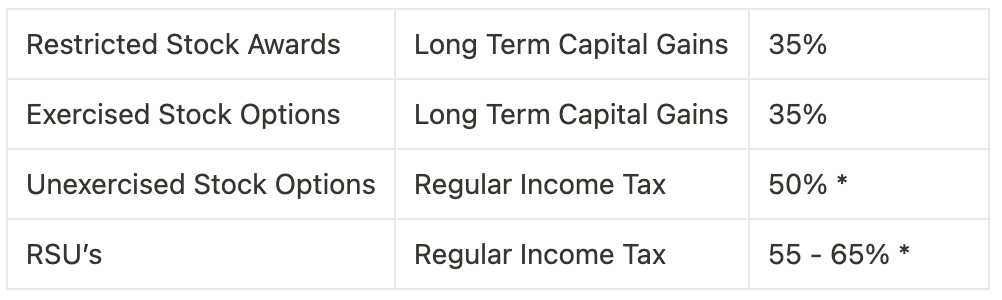 Restricted Stock Awards Long Term Capital Gains 35%
Exercised Stock Options Long Term Capital Gains 35%
Unexercised Stock Options Regular Income Tax 50% *
RSU’s Regular Income Tax 55 - 65% *